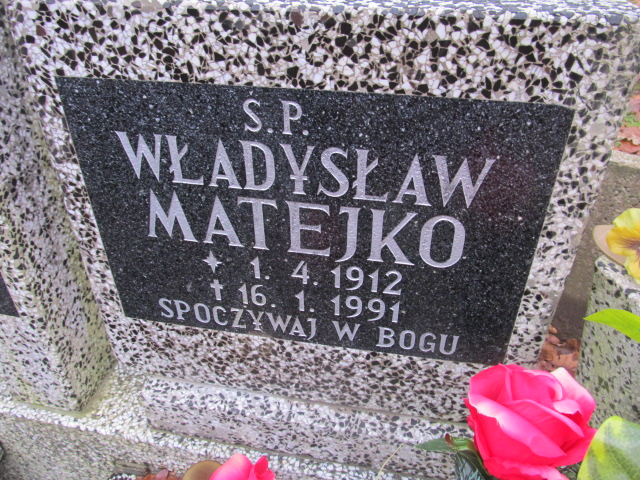 S.P.
WŁADYSŁAW
MATEJKO
* 1. 4. 1912
† 16. 1. 1991
SPOCZYWAJ W BOGU